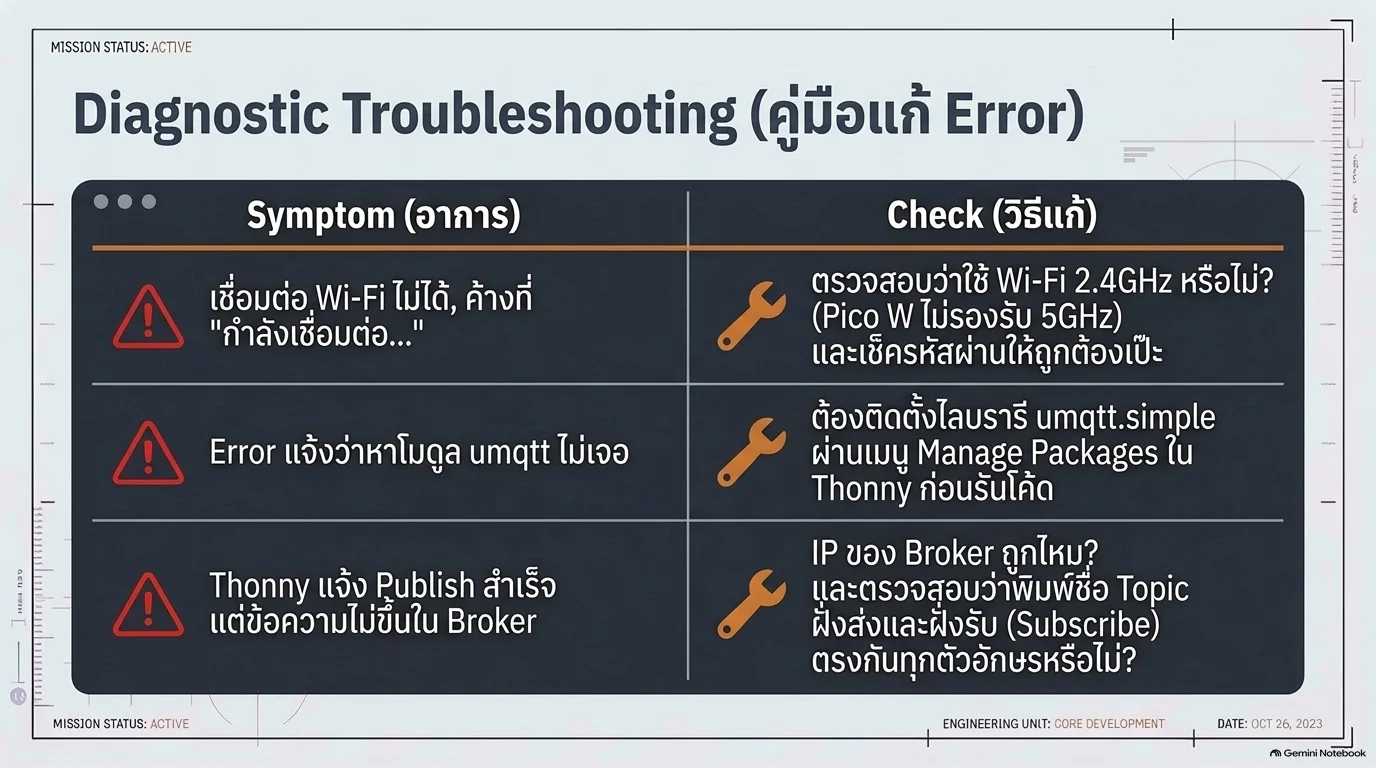 MISSION STATUS: ACTIVE
Diagnostic Troubleshooting (คู่มือแก้ Error)
Symptom (อาการ)
Check (วิธีแก้)
เชื่อมต่อ Wi-Fi ไม่ได้, ค้างที่
"กำลังเชื่อมต่อ..."
ตรวจสอบว่าใช้ Wi-Fi 2.4GHz หรือไม่?
(Pico W ไม่รองรับ 5GHz)
และเช็ครหัสผ่านให้ถูกต้องเป๊ะ
Error แจ้งว่าหาโมดูล umqtt ไม่เจอ
ต้องติดตั้งไลบรารี umqtt.simple
ผ่านเมนู Manage Packages ใน
Thonny ก่อนรันโค้ด
Thonny แจ้ง Publish สำเร็จ
แต่ข้อความไม่ขึ้นใน Broker
IP ของ Broker ถูกไหม?
และตรวจสอบว่าพิมพ์ชื่อ Topic
ฝั่งส่งและฝั่งรับ (Subscribe)
ตรงกันทุกตัวอักษรหรือไม่?
MISSION STATUS: ACTIVE
ENGINEERING UNIT: CORE DEVELOPMENT
DATE: OCT 26, 2023
Gemini Notebook